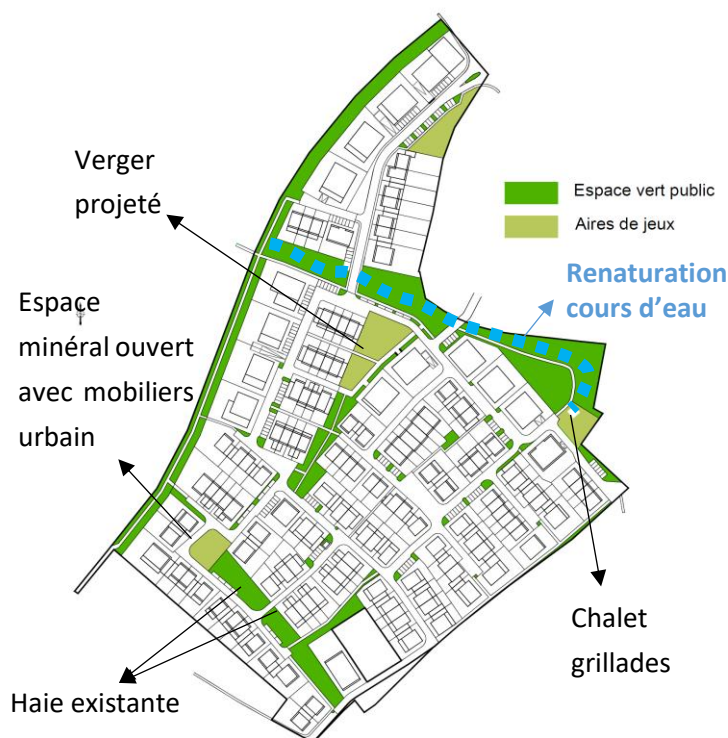 Verger
projeté
Espace vert public
Aires de jeux
Renaturation
cours d'eau
Espace
minéral ouvert
avec mobiliers
urbain
Chalet
grillades
Haie existante